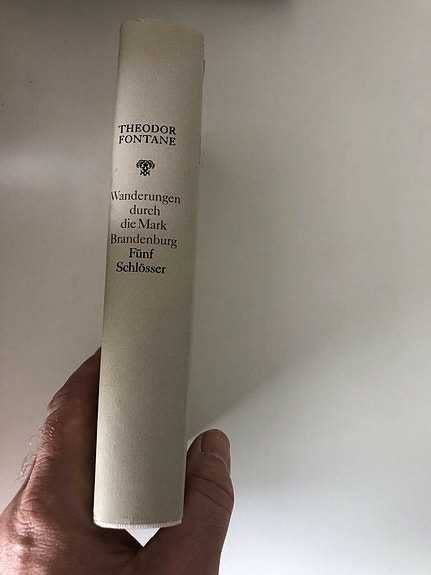 THEODOR
FONTANE
Wanderungen
durch
die Mark
Brandenburg
Fünf
Schlösser